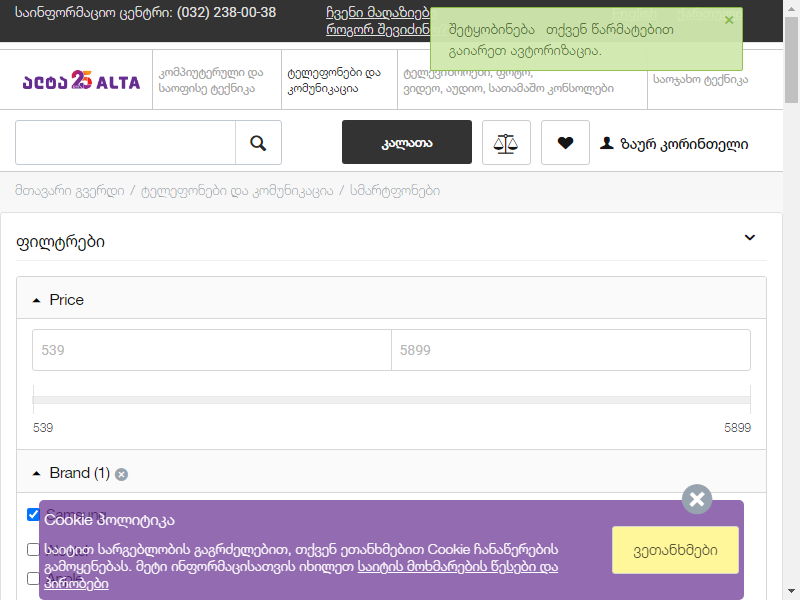 საინფორმაციო ცენტრი: (032) 238-00-38
ჩვენი მაღაზიები
როგორ შევიძინო
შეტყობინება თქვენ წარმატებით
გაიარეთ ავტორიზაცია.
×
ალტა 25 ALTA
კომპიუტერული და
საოფისე ტექნიკა
ტელეფონები და
კომუნიკაცია
ტელევიზორები, ფოტო,
ვიდეო, აუდიო, სათამაშო კონსოლები
საოჯახო ტექნიკა
კალათა
ზაურ კორინთელი
მთავარი გვერდი / ტელეფონები და კომუნიკაცია / სმარტფონები
ფილტრები
Price
539
5899
539
5899
Brand (1)
Samsung
Cookie პოლიტიკა
საიტით სარგებლობის გაგრძელებით, თქვენ ეთანხმებით Cookie ჩანაწერების
გამოყენებას. მეტი ინფორმაციისათვის იხილეთ საიტის მოხმარების წესები და
პირობები
ვეთანხმები